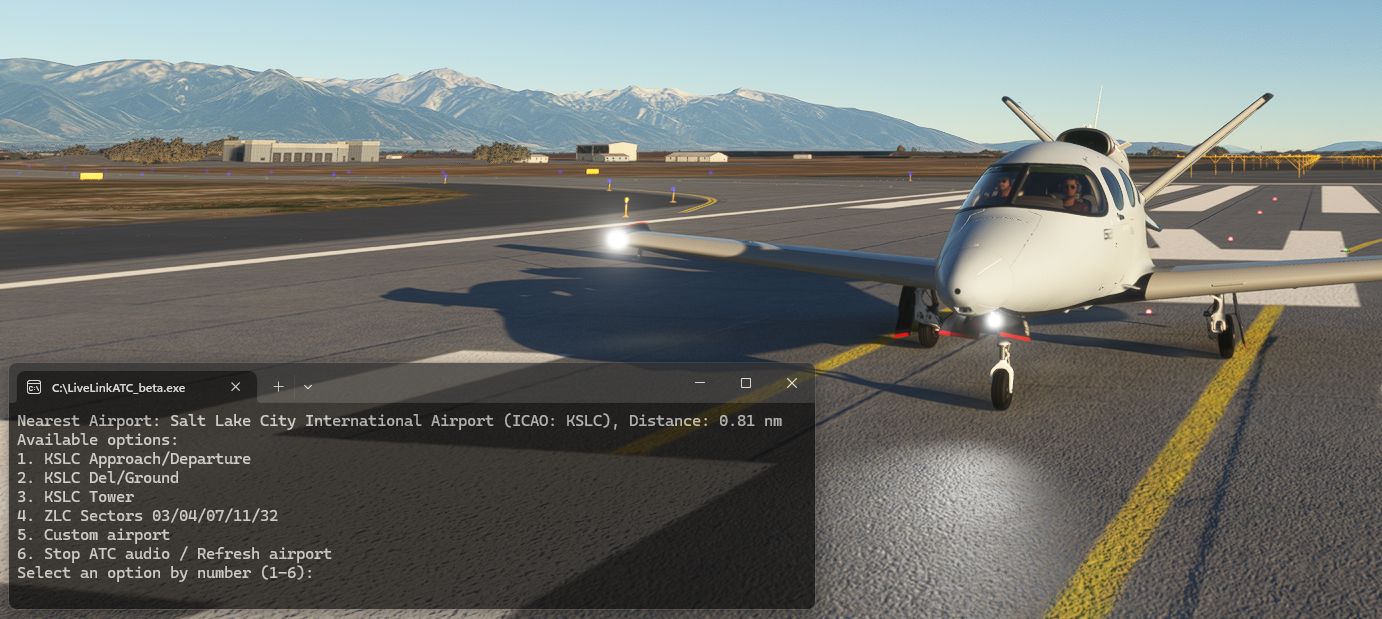 C:\LiveLinkATC_beta.exe
Nearest Airport: Salt Lake City International Airport (ICAO: KSLC), Distance: 0.81 nm
Available options:
1. KSLC Approach/Departure
2. KSLC Del/Ground
3. KSLC Tower
4. ZLC Sectors 03/04/07/11/32
5. Custom airport
6. Stop ATC audio / Refresh airport
Select an option by number (1-6):